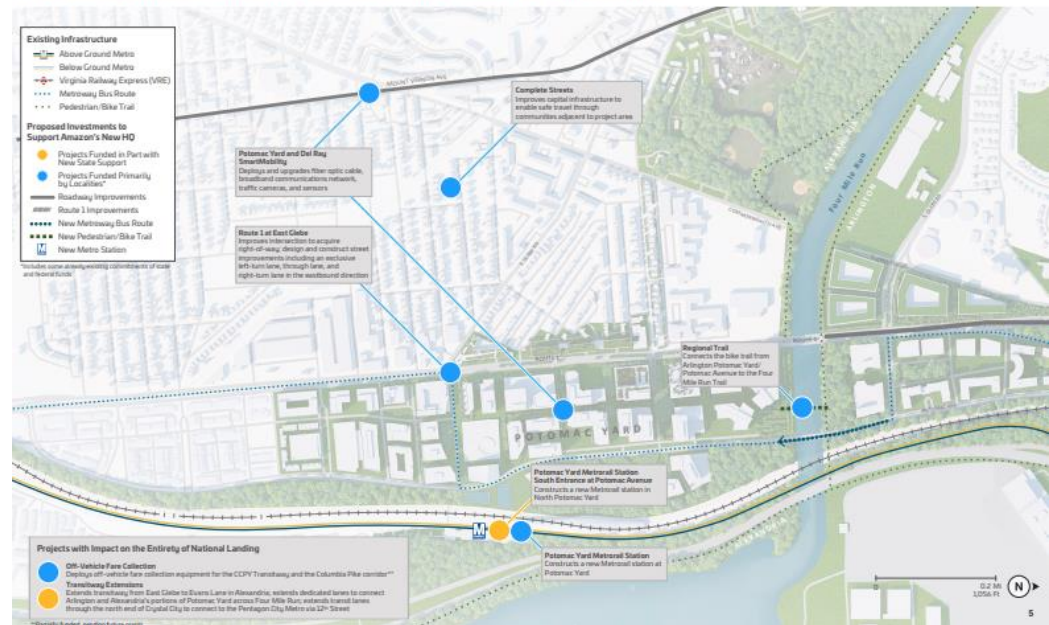 Existing Infrastructure
Above Ground Metro
Below Ground Metro
Virginia Railway Express (VRE)
Metroway Bus Route
Pedestrian/Bike Trail
Proposed Investments to
Support Amazon's New HQ
Projects Funded in Part with
New State Support
Projects Funded Primarily
by Localities*
Roadway Improvements
Route 1 Improvements
New Metroway Bus Route
New Pedestrian/Bike Trail
M New Metro Station
*Includes some already existing commitments of state
and federal funds
Complete Streets
Improves capital infrastructure to
enable safe travel through
communities adjacent to project area
Potomac Yard and Del Ray
SmartMobility
Deploys and upgrades fiber optic cable,
broadband communications network,
traffic cameras, and sensors
Route 1 at East Glebe
Improves intersection to acquire
right-of-way; design and construct street
improvements including an exclusive
left-turn lane, through lane, and
right-turn lane in the eastbound direction
Four Mile Run
ALEXANDRIA
ARLINGTON
Regional Trail
Connects the bike trail from
Arlington Potomac Yard/
Potomac Avenue to the Four
Mile Run Trail
POTOMAC YARD
Potomac Yard Metrorail Station
South Entrance at Potomac Avenue
Constructs a new Metrorail station in
North Potomac Yard
M
Potomac Yard Metrorail Station
Constructs a new Metrorail station at
Potomac Yard
Projects with Impact on the Entirety of National Landing
Off-Vehicle Fare Collection
Deploys off-vehicle fare collection equipment for the CCPY Transitway and the Columbia Pike corridor**
Transitway Extensions
Extends transitway from East Glebe to Evans Lane in Alexandria; extends dedicated lanes to connect
Arlington and Alexandria's portions of Potomac Yard across Four Mile Run; extends transit lanes
through the north end of Crystal City to connect to the Pentagon City Metro via 12th Street
0.2 Mi
1,056 Ft
N
5